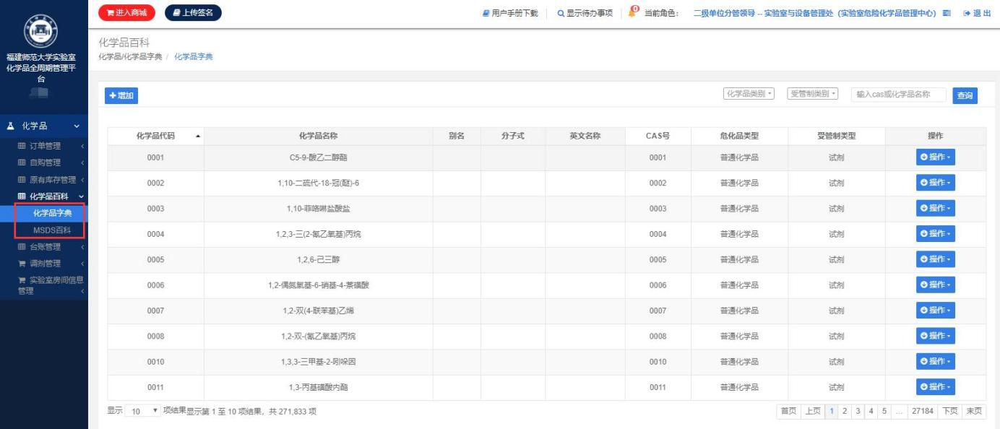 进入商城 上传签名 用户手册下载 显示待办事项 0 当前角色： 二级单位分管领导 -- 实验室与设备管理处 (实验室危险化学品管理中心) 退出
福建师范大学实验室
化学品全周期管理平
台
化学品
订单管理
自购管理
原有库存管理
化学品百科
化学品字典
MSDS百科
台账管理
调剂管理
实验室房间信息
管理
化学品百科
化学品/化学品字典 / 化学品字典
增加 化学品类别 受管制类别 输入cas或化学品名称 查询
化学品代码 化学品名称 别名 分子式 英文名称 CAS号 危化品类型 受管制类型 操作
0001 C5-9-酸乙二醇酯 0001 普通化学品 试剂 操作
0002 1,10-二硫代-18-冠(醚)-6 0002 普通化学品 试剂 操作
0003 1,10-菲咯啉盐酸盐 0003 普通化学品 试剂 操作
0004 1,2,3-三(2-氰乙氧基)丙烷 0004 普通化学品 试剂 操作
0005 1,2,6-己三醇 0005 普通化学品 试剂 操作
0006 1,2-偶氮氧基-6-硝基-4-萘磺酸 0006 普通化学品 试剂 操作
0007 1,2-双(4-联苯基)乙烯 0007 普通化学品 试剂 操作
0008 1,2-双-(氰乙氧基)丙烷 0008 普通化学品 试剂 操作
0010 1,3,3-三甲基-2-吲哚因 0010 普通化学品 试剂 操作
0011 1,3-丙基磺酸内酯 0011 普通化学品 试剂 操作
显示 10 项结果显示第 1 至 10 项结果，共 271,833 项 首页 上页 1 2 3 4 5 ... 27184 下页 末页